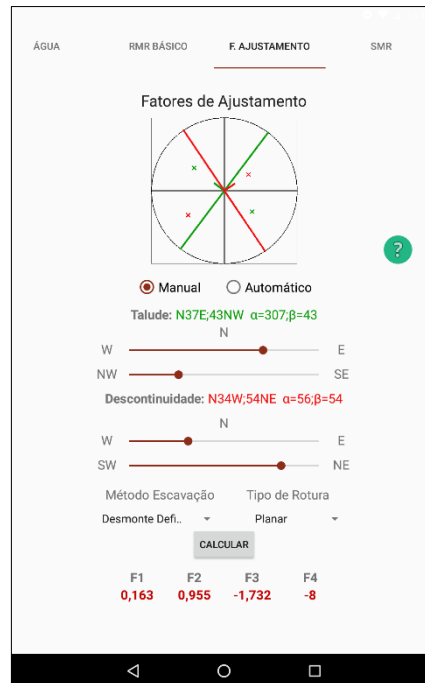 ÁGUA RMR BÁSICO F. AJUSTAMENTO SMR
Fatores de Ajustamento
?
Manual Automático
Talude: N37E;43NW α=307;β=43
N
W E
NW SE
Descontinuidade: N34W;54NE α=56;β=54
N
W E
SW NE
Método Escavação Tipo de Rotura
Desmonte Defi.. Planar
CALCULAR
F1 F2 F3 F4
0,163 0,955 -1,732 -8